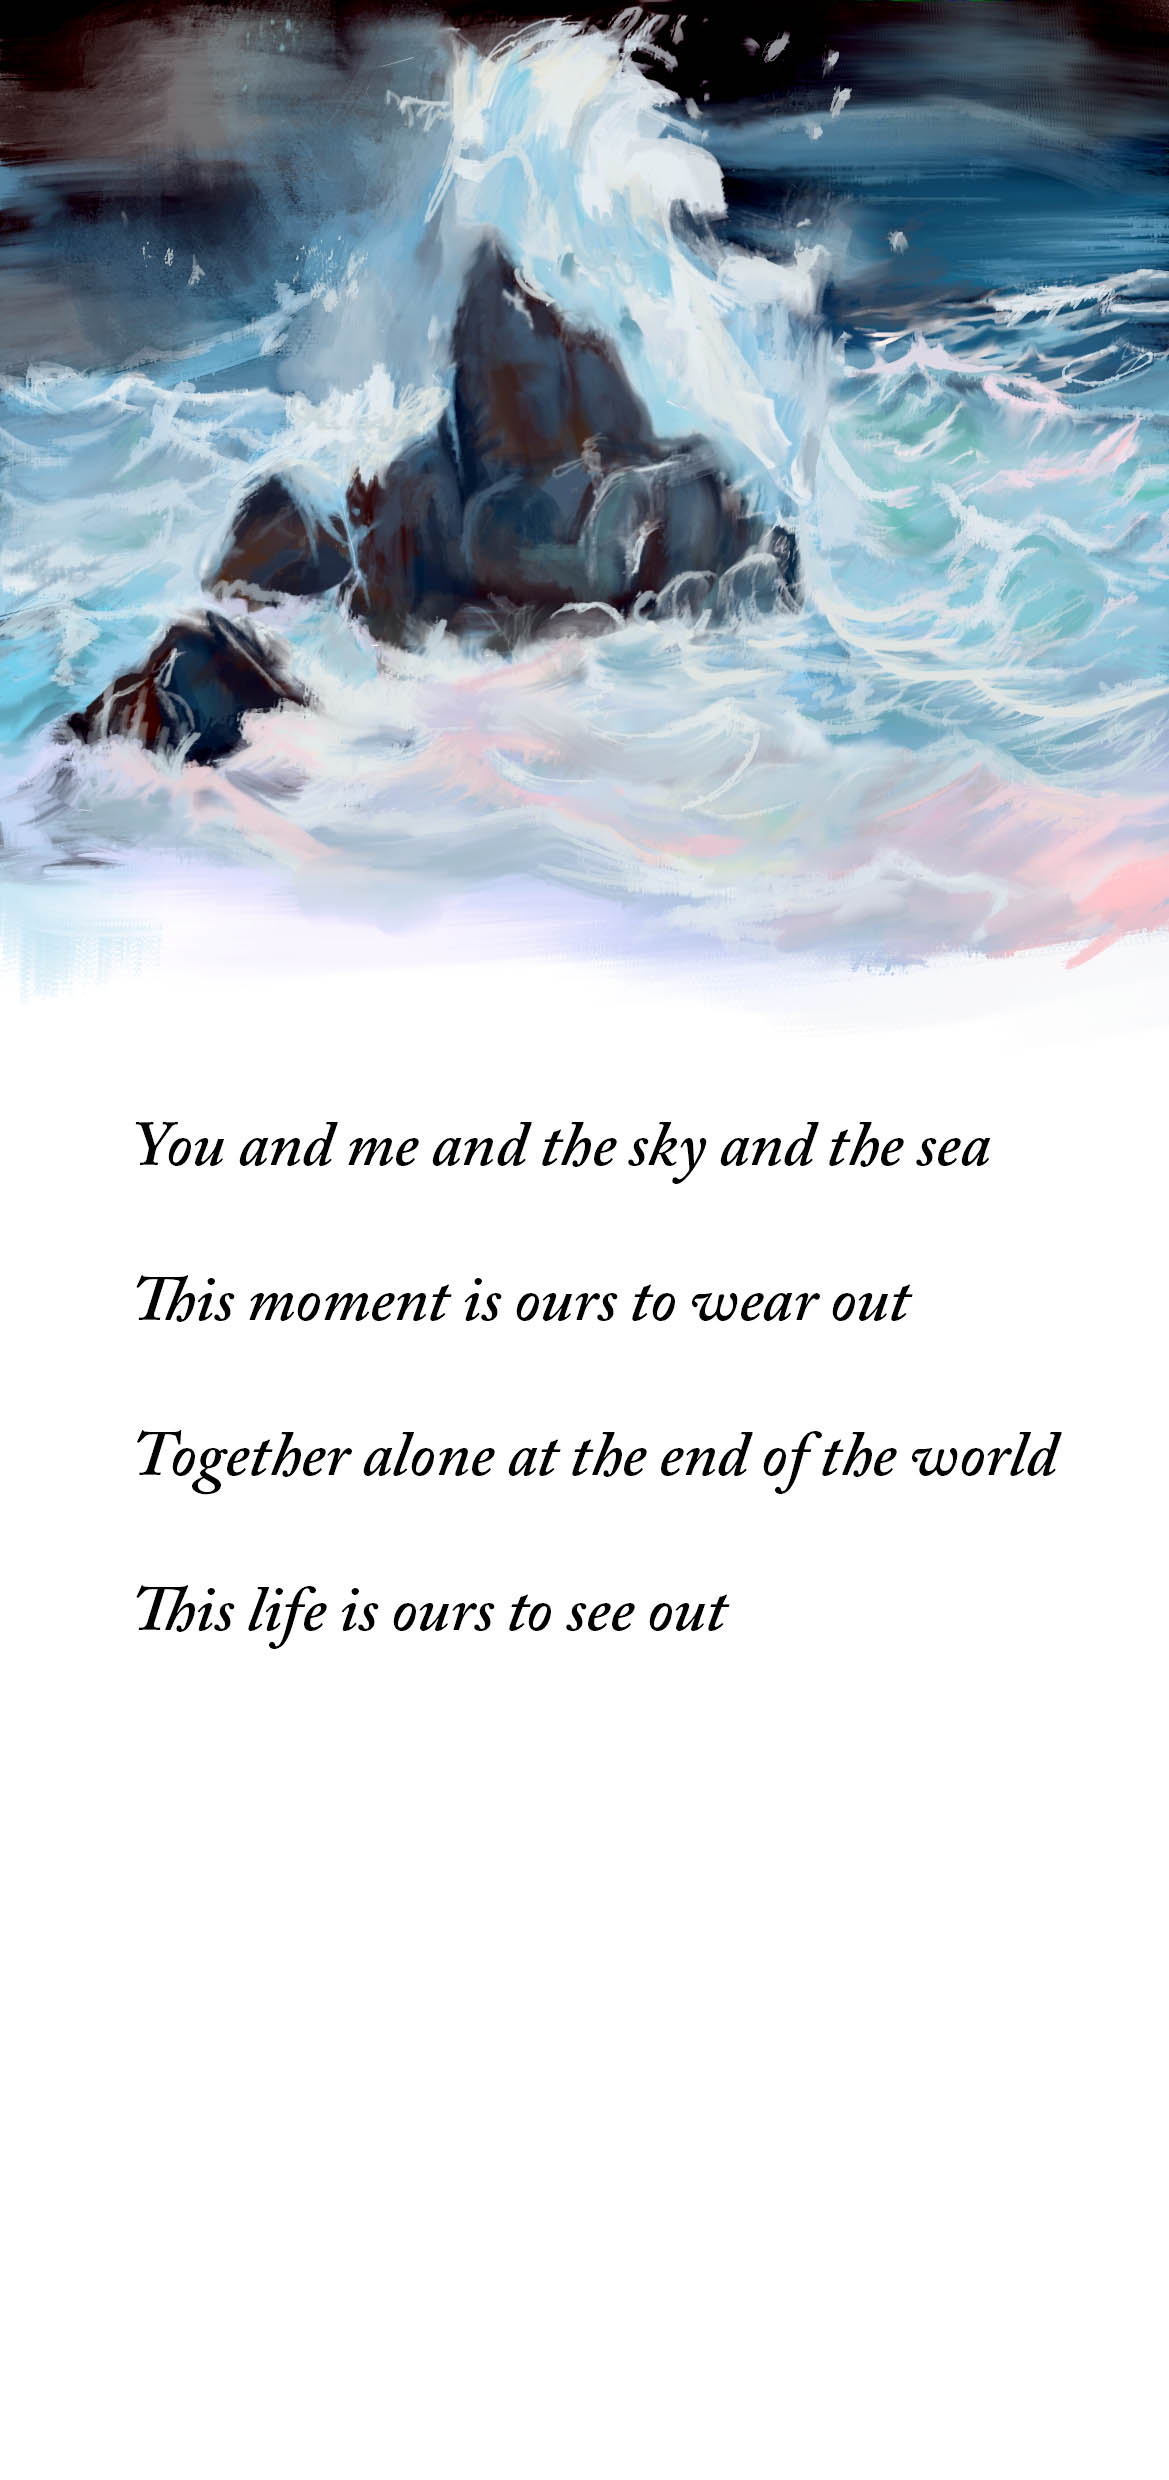 You and me and the sky and the sea
This moment is ours to wear out
Together alone at the end of the world
This life is ours to see out